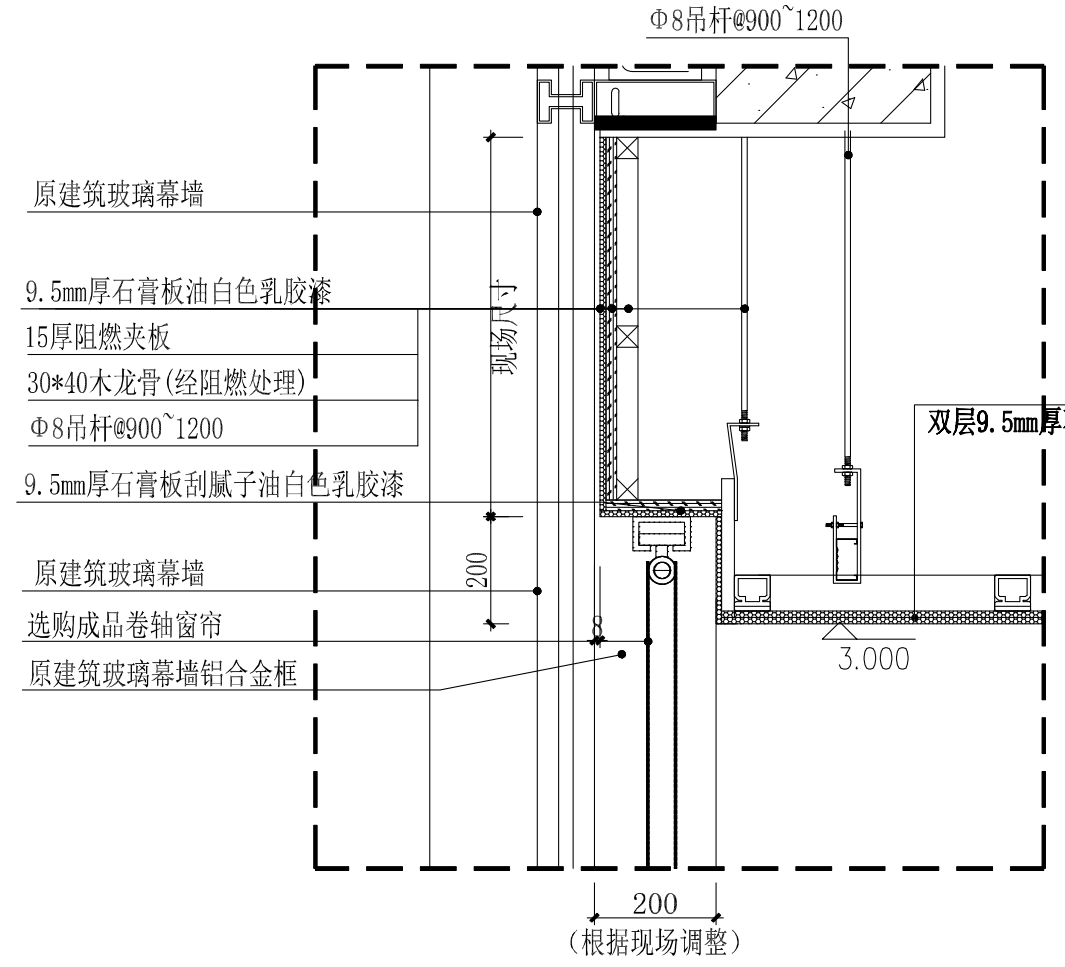 Φ8吊杆@900~1200
原建筑玻璃幕墙
9.5mm厚石膏板油白色乳胶漆
现场尺寸
15厚阻燃夹板
30*40木龙骨(经阻燃处理)
Φ8吊杆@900~1200
双层9.5mm厚
9.5mm厚石膏板刮腻子油白色乳胶漆
200
原建筑玻璃幕墙
选购成品卷轴窗帘
8
原建筑玻璃幕墙铝合金框
3.000
200
(根据现场调整)